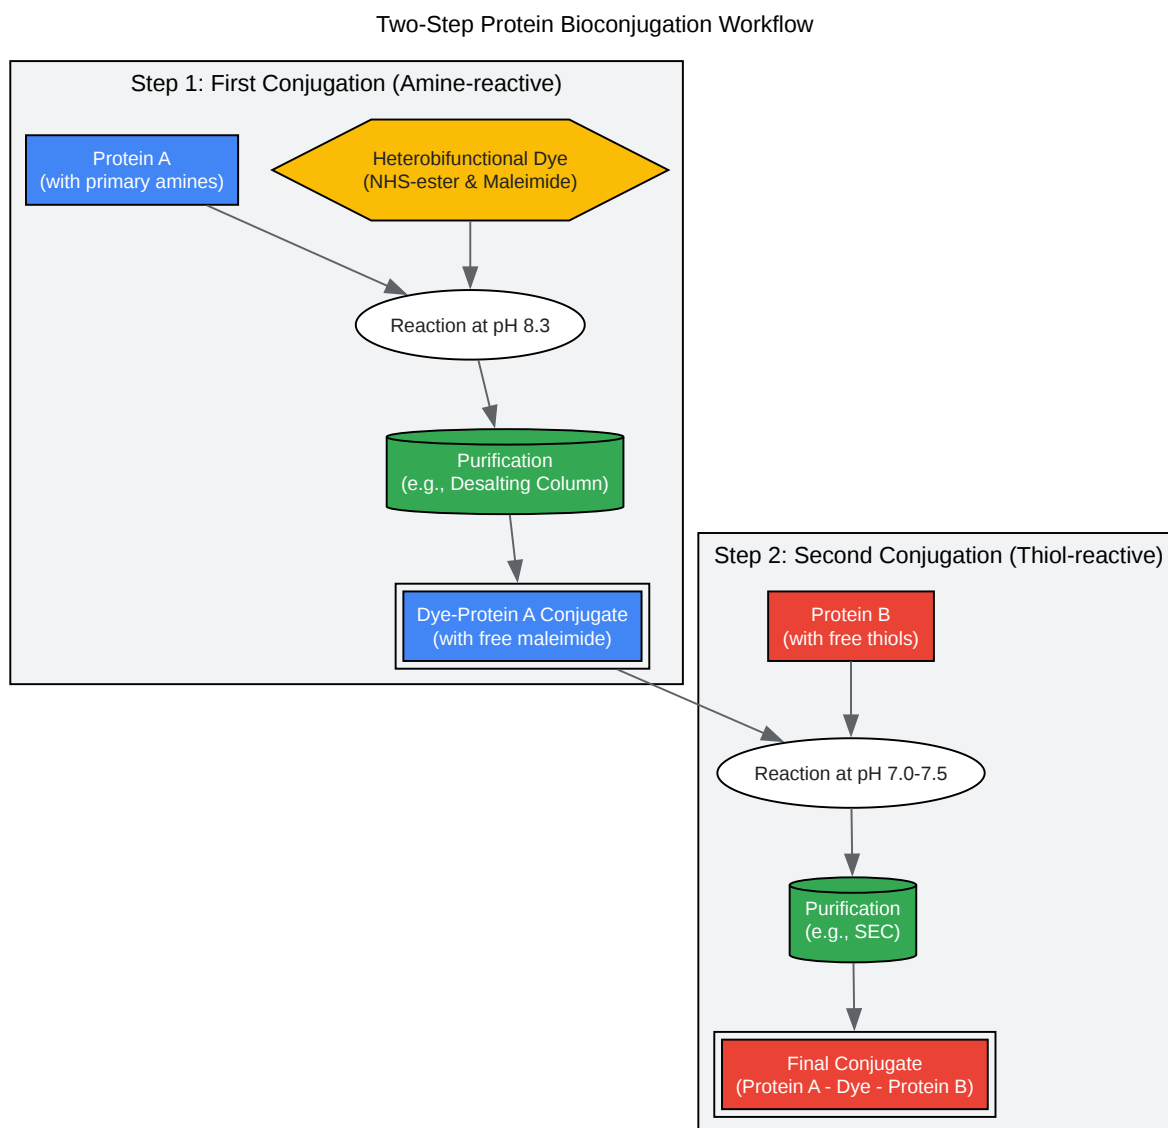 Two-Step Protein Bioconjugation Workflow
Step 1: First Conjugation (Amine-reactive)
Protein A
(with primary amines)
Heterobifunctional Dye
(NHS-ester & Maleimide)
Reaction at pH 8.3
Purification
(e.g., Desalting Column)
Dye-Protein A Conjugate
(with free maleimide)
Step 2: Second Conjugation (Thiol-reactive)
Protein B
(with free thiols)
Reaction at pH 7.0-7.5
Purification
(e.g., SEC)
Final Conjugate
(Protein A - Dye - Protein B)